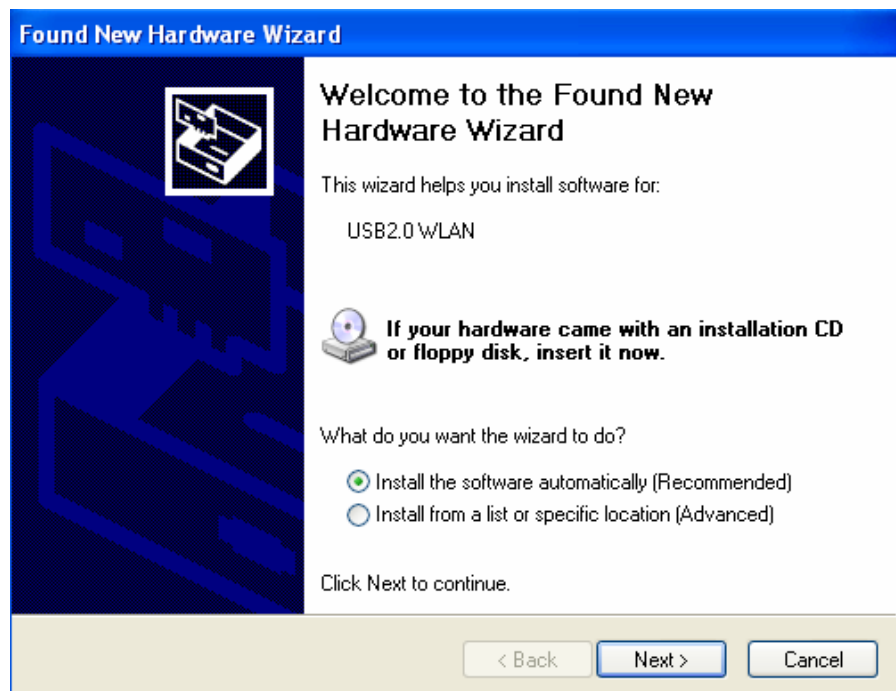 Found New Hardware Wizard
Welcome to the Found New
Hardware Wizard
This wizard helps you install software for:
USB2.0 WLAN
If your hardware came with an installation CD
or floppy disk, insert it now.
What do you want the wizard to do?
Install the software automatically (Recommended)
Install from a list or specific location (Advanced)
Click Next to continue.
< Back
Next >
Cancel